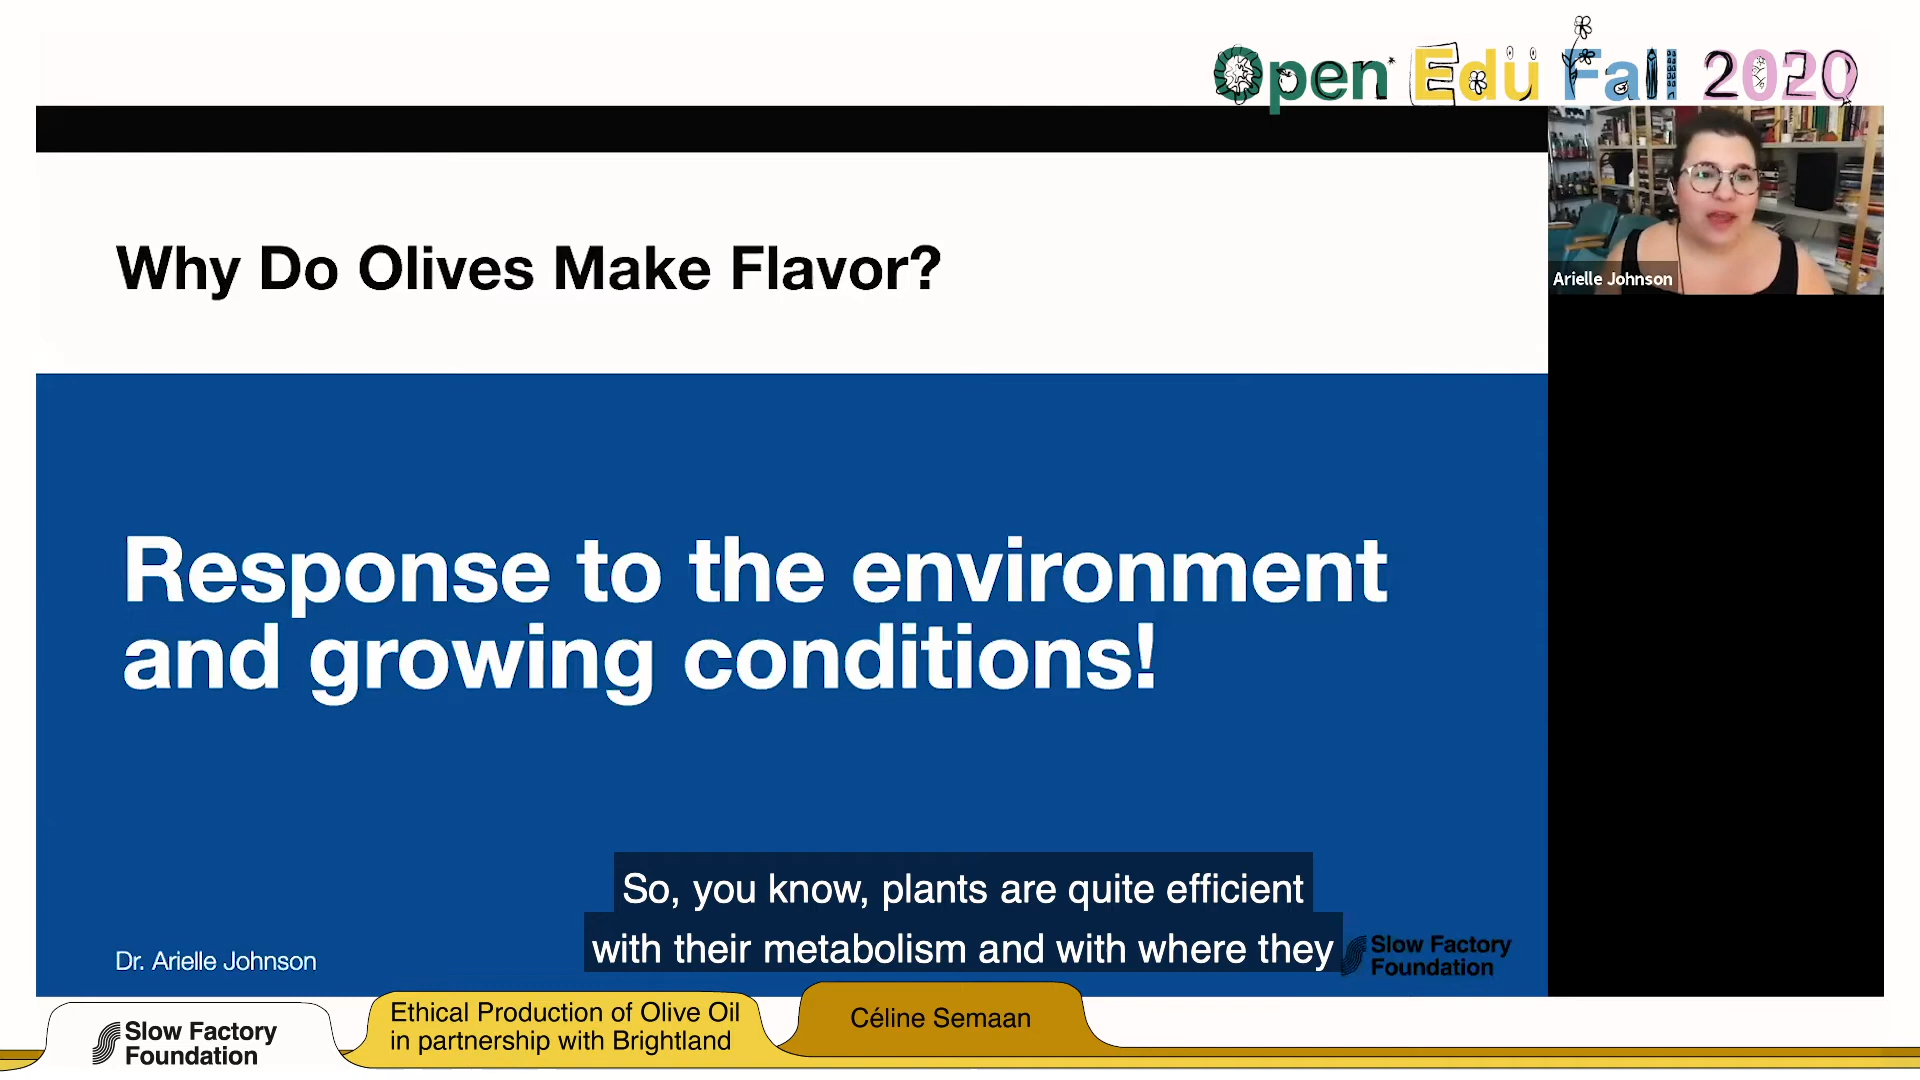 Open Edu Fall 2020
Why Do Olives Make Flavor?
Arielle Johnson
Response to the environment
and growing conditions!
So, you know, plants are quite efficient
with their metabolism and with where they
Dr. Arielle Johnson
Slow Factory
Foundation
Slow Factory
Foundation
Ethical Production of Olive Oil
in partnership with Brightland
Céline Semaan